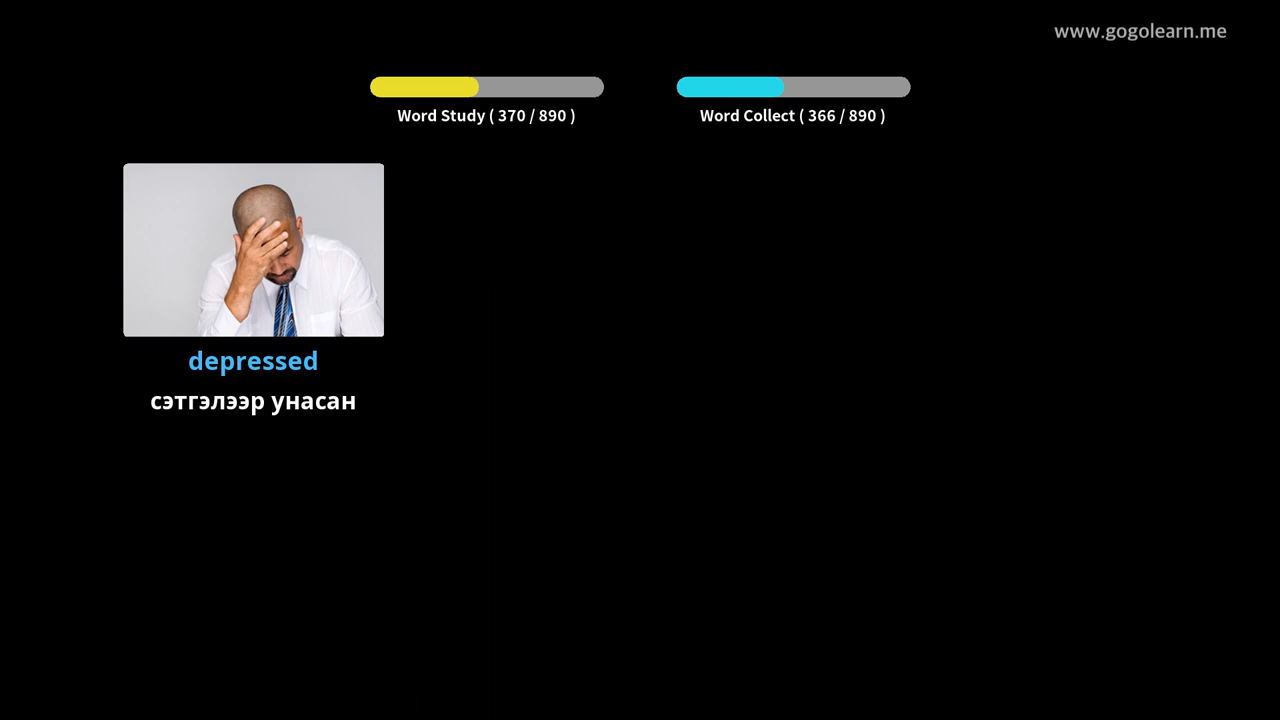 www.gogolearn.me
Word Study ( 370 / 890 )
Word Collect ( 366 / 890 )
depressed
сэтгэлээр унасан